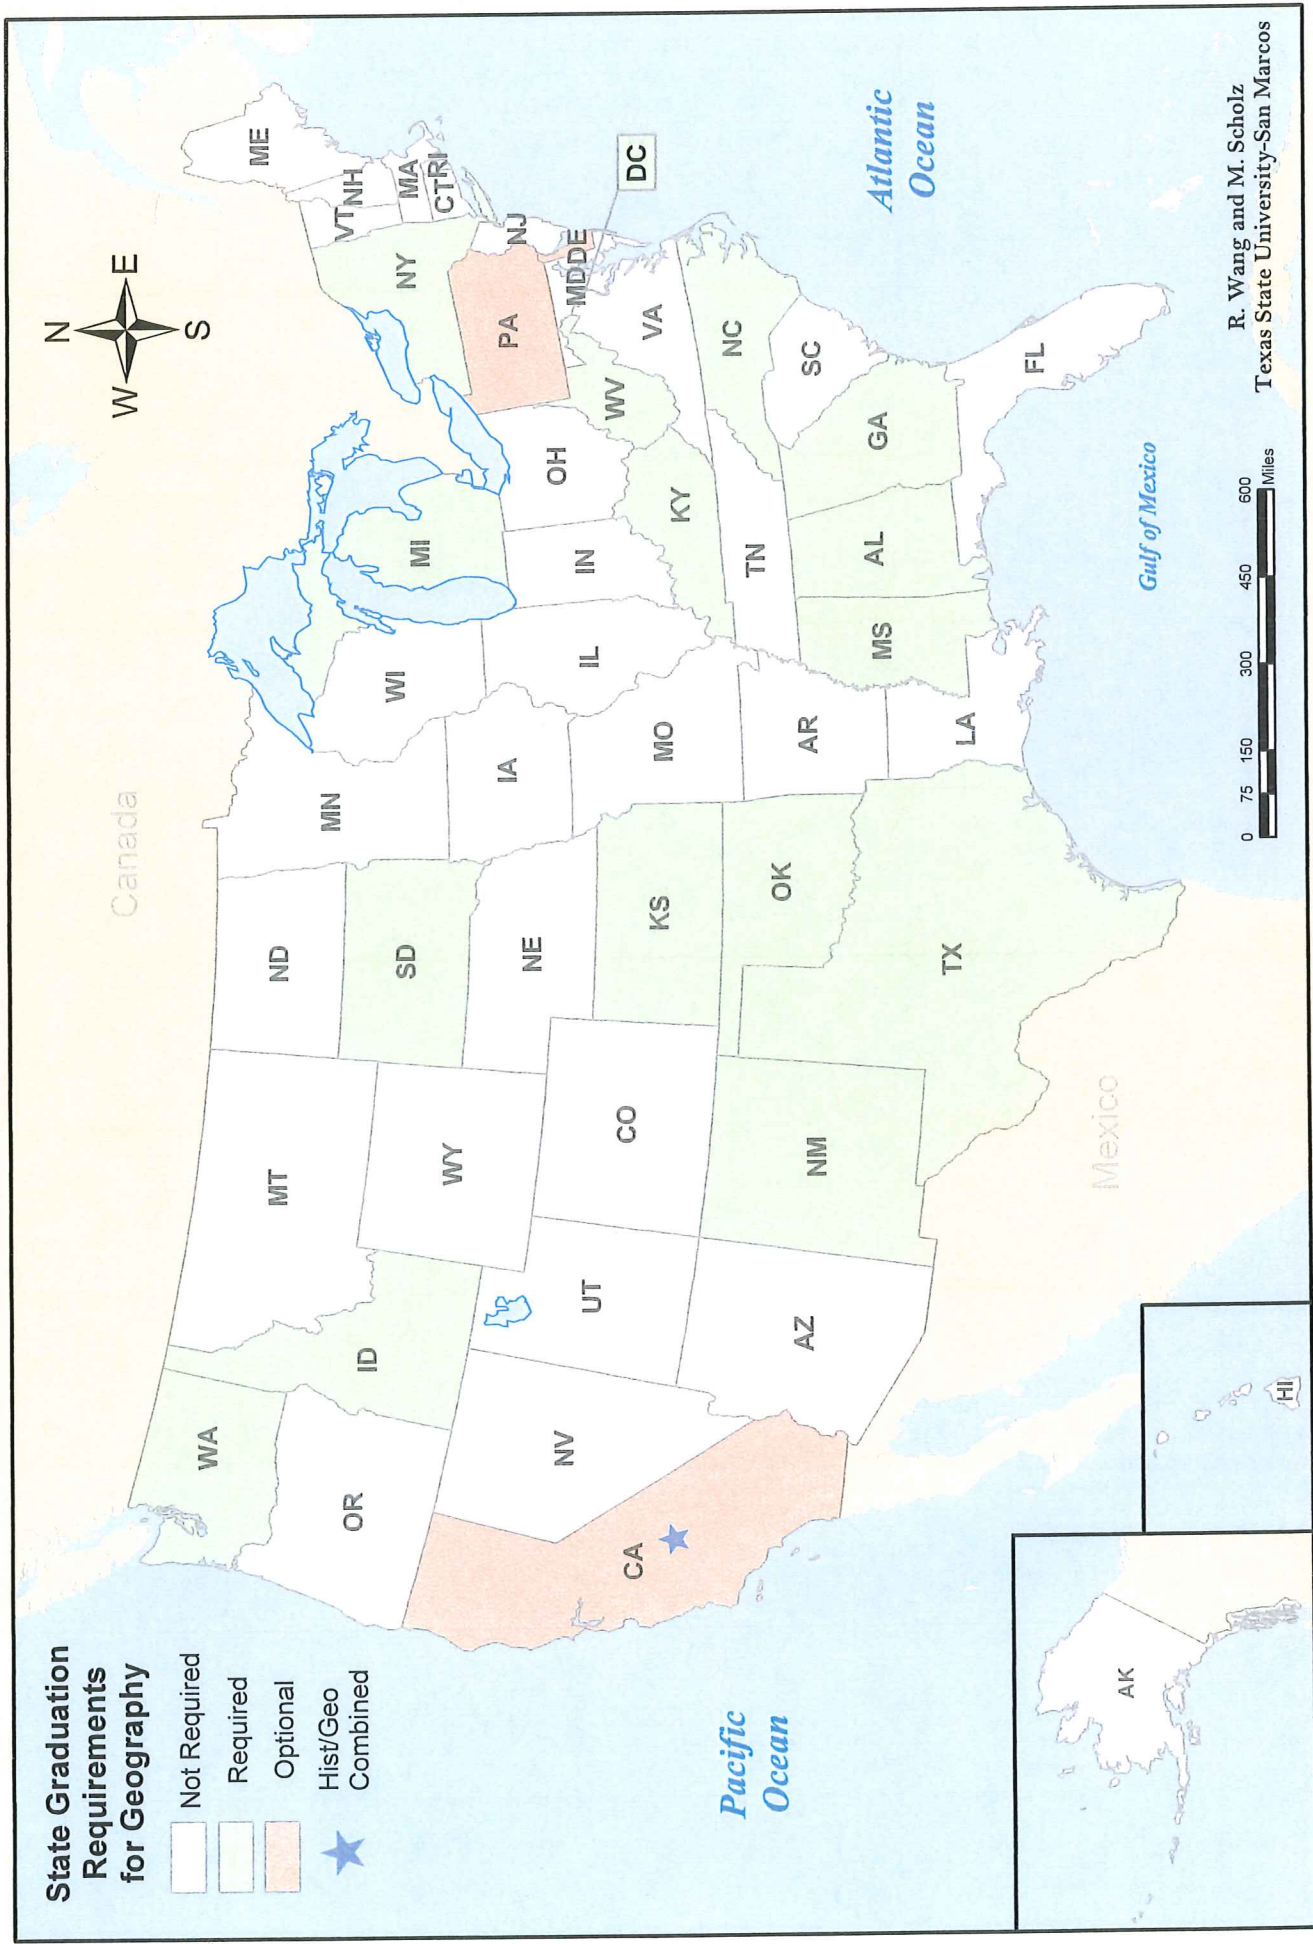 State Graduation
Requirements
for Geography
Not Required
Required
Optional
Hist/Geo
Combined
N
W
E
S
Canada
Mexico
Pacific
Ocean
Atlantic
Ocean
Gulf of Mexico
WA
OR
CA
NV
ID
MT
WY
UT
AZ
CO
NM
ND
SD
NE
KS
OK
TX
MN
IA
MO
AR
LA
WI
IL
MI
IN
OH
KY
TN
MS
AL
GA
FL
SC
NC
VA
WV
PA
NY
VT
NH
ME
MA
CT
RI
NJ
MD
DE
DC
AK
HI
0 75 150 300 450 600
Miles
R. Wang and M. Scholz
Texas State University-San Marcos